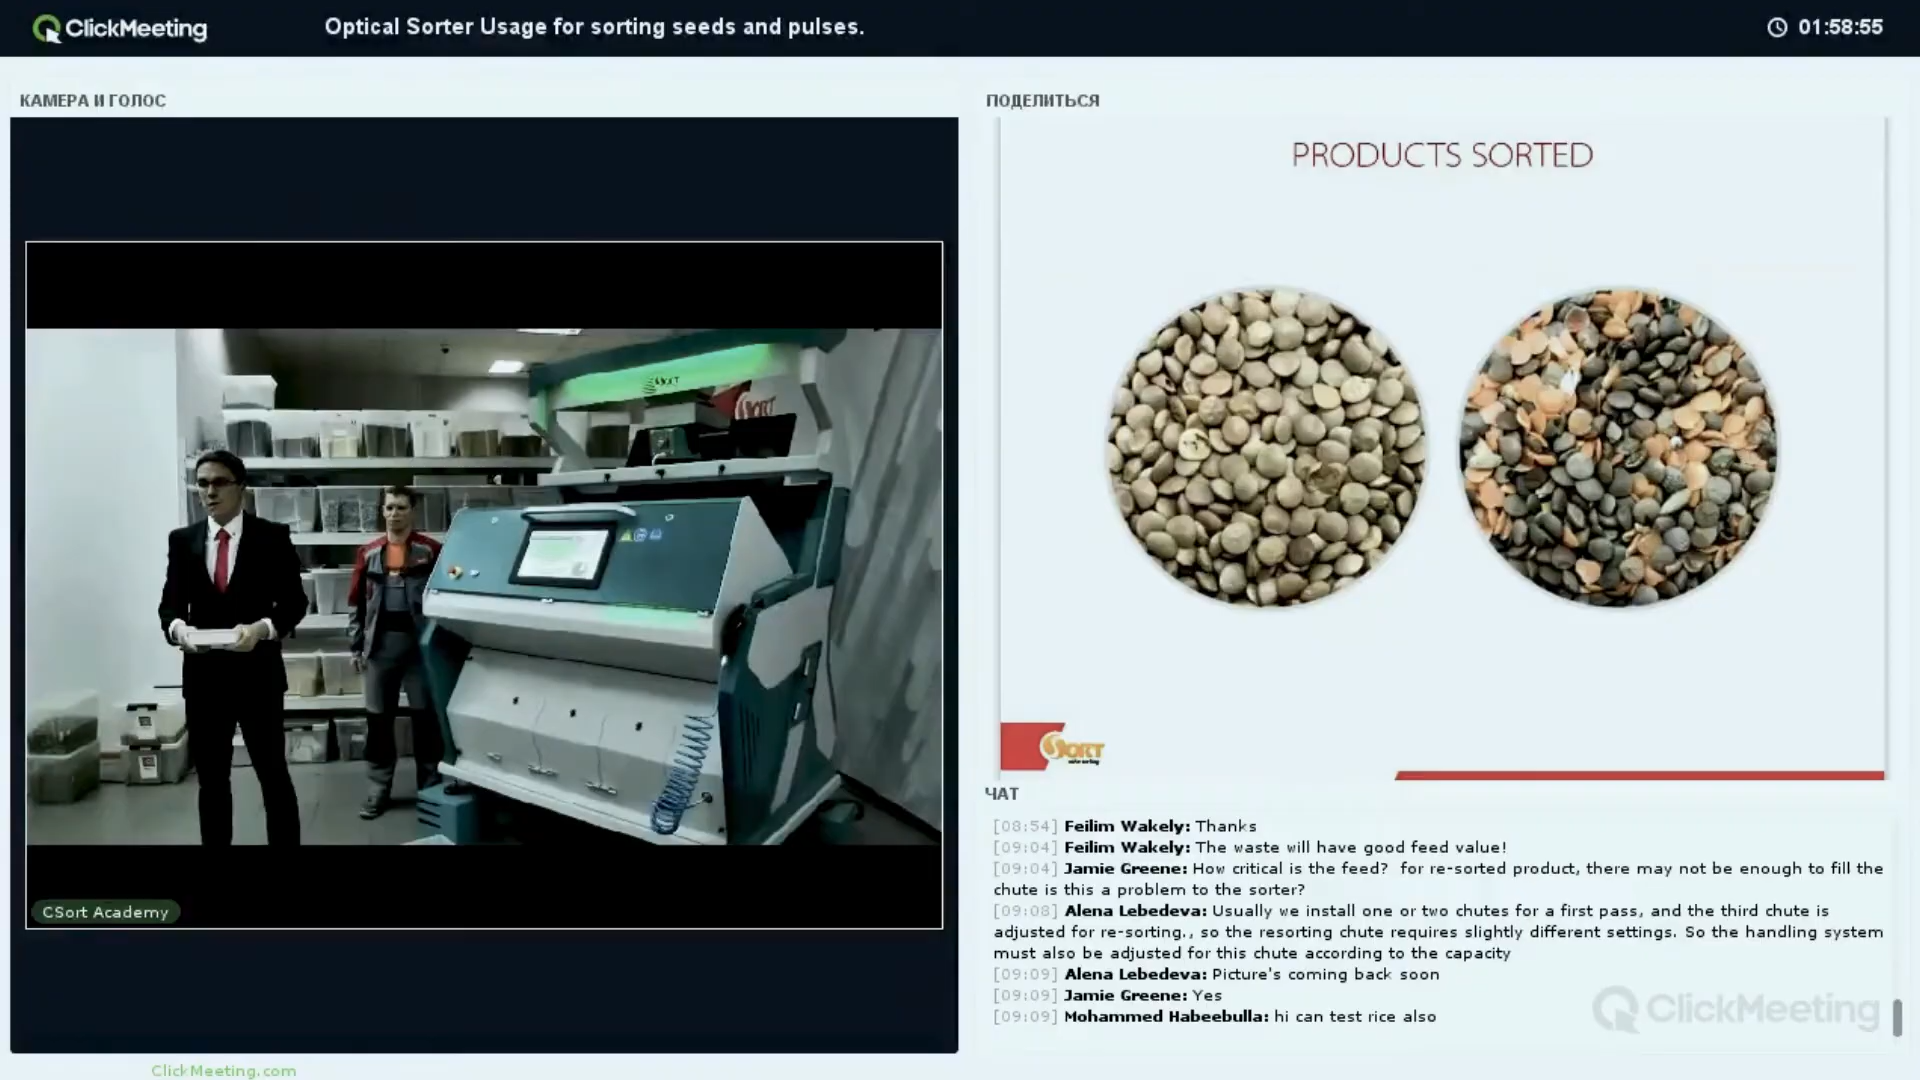 ClickMeeting
Optical Sorter Usage for sorting seeds and pulses.
01:58:55
КАМЕРА И ГОЛОС
CSort Academy
ПОДЕЛИТЬСЯ
PRODUCTS SORTED
ЧАТ
[08:54] Feilim Wakely: Thanks
[09:04] Feilim Wakely: The waste will have good feed value!
[09:04] Jamie Greene: How critical is the feed? for re-sorted product, there may not be enough to fill the
chute is this a problem to the sorter?
[09:08] Alena Lebedeva: Usually we install one or two chutes for a first pass, and the third chute is
adjusted for re-sorting., so the resorting chute requires slightly different settings. So the handling system
must also be adjusted for this chute according to the capacity
[09:09] Alena Lebedeva: Picture's coming back soon
[09:09] Jamie Greene: Yes
[09:09] Mohammed Habeebulla: hi can test rice also
ClickMeeting
ClickMeeting.com